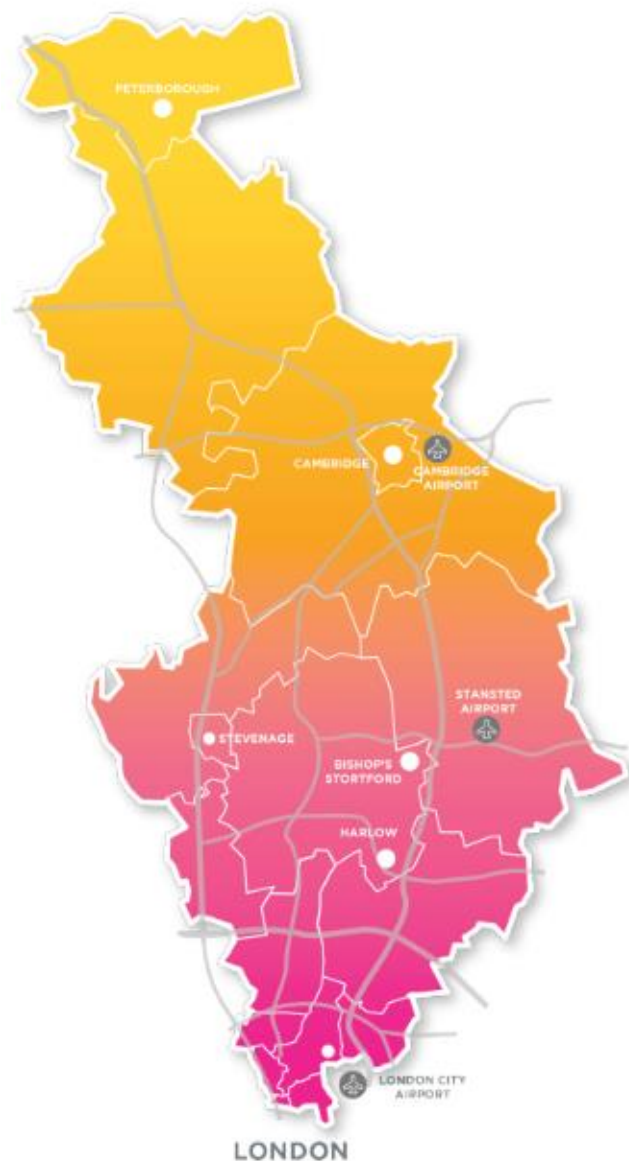 PETERBOROUGH
CAMBRIDGE
CAMBRIDGE
AIRPORT
STANSTED
AIRPORT
STEVENAGE
BISHOP'S
STORTFORD
HARLOW
LONDON CITY
AIRPORT
LONDON